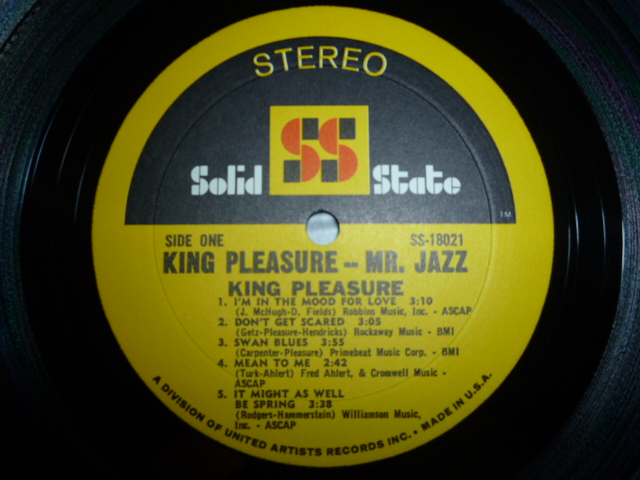 STEREO
SS
Solid State
TM
SIDE ONE SS-18021
KING PLEASURE -- MR. JAZZ
KING PLEASURE
1. I'M IN THE MOOD FOR LOVE 3:10
(J. McHugh-D. Fields) Robbins Music, Inc. - ASCAP
2. DON'T GET SCARED 3:05
(Getz-Pleasure-Hendricks) Rockaway Music - BMI
3. SWAN BLUES 3:55
(Carpenter-Pleasure) Primebeat Music Corp. - BMI
4. MEAN TO ME 2:42
(Turk-Ahlert) Fred Ahlert, & Cromwell Music -
ASCAP
5. IT MIGHT AS WELL
BE SPRING 3:38
(Rodgers-Hammerstein) Williamson Music,
Inc. - ASCAP
A DIVISION OF UNITED ARTISTS RECORDS INC. • MADE IN U.S.A.